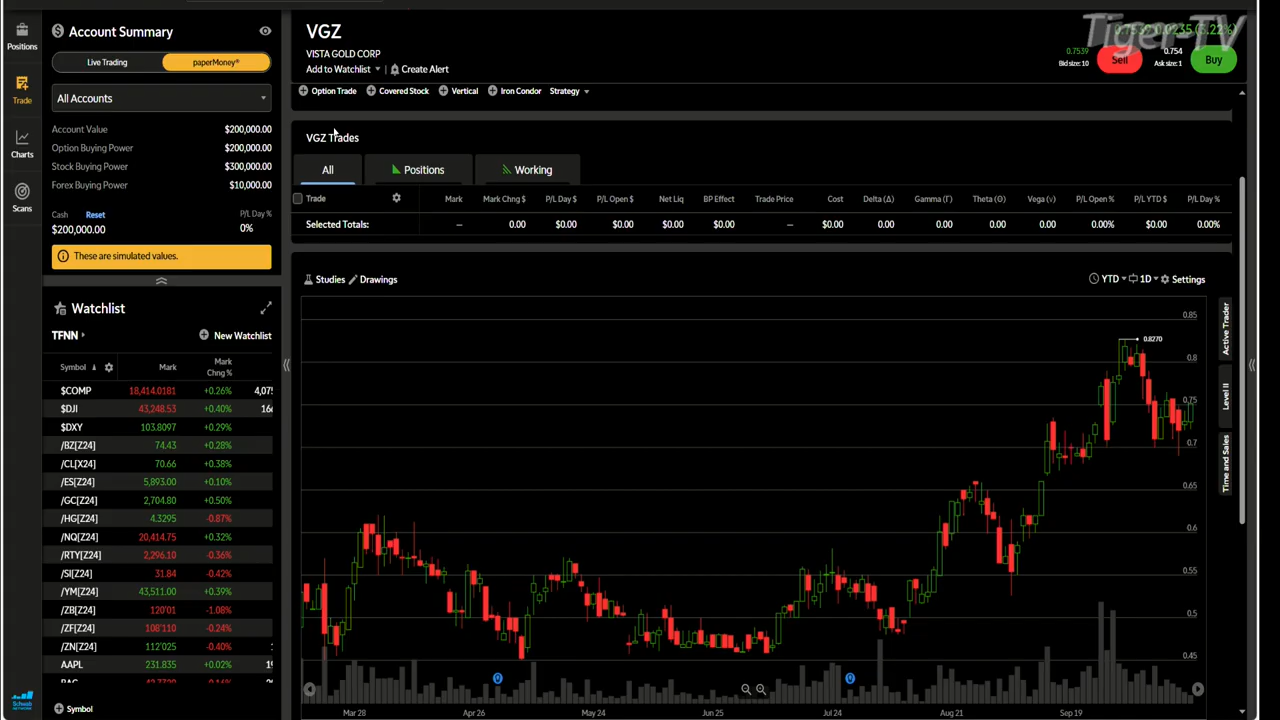 Positions
Trade
Charts
Scans
Account Summary
Live Trading
paperMoney®
All Accounts
Account Value $200,000.00
Option Buying Power $200,000.00
Stock Buying Power $300,000.00
Forex Buying Power $10,000.00
Cash Reset P/L Day %
$200,000.00 0%
These are simulated values.
Watchlist
TFNN
New Watchlist
Symbol Mark Mark Chng %
$COMP 18,414.0181 +0.26%
$DJI 43,248.53 +0.40%
$DXY 103.8097 +0.29%
/BZ[Z24] 74.43 +0.28%
/CL[X24] 70.66 +0.38%
/ES[Z24] 5,893.00 +0.10%
/GC[Z24] 2,704.80 +0.50%
/HG[Z24] 4.3295 -0.87%
/NQ[Z24] 20,414.75 +0.32%
/RTY[Z24] 2,296.10 -0.36%
/SI[Z24] 31.84 -0.42%
/YM[Z24] 43,511.00 +0.39%
/ZB[Z24] 120'01 -1.08%
/ZF[Z24] 108'110 -0.24%
/ZN[Z24] 112'025 -0.40%
AAPL 231.835 +0.02%
Symbol
Schwab
NETWORK
VGZ
VISTA GOLD CORP
Add to Watchlist
Create Alert
Tiger-TV
0.7539
Bid size: 10
Sell
0.754
Ask size: 1
Buy
Option Trade Covered Stock Vertical Iron Condor Strategy
VGZ Trades
All Positions Working
Trade Mark Mark Chng $ P/L Day $ P/L Open $ Net Liq BP Effect Trade Price Cost Delta (Δ) Gamma (Γ) Theta (Θ) Vega (ν) P/L Open % P/L YTD $ P/L Day %
Selected Totals: – 0.00 $0.00 $0.00 $0.00 $0.00 – $0.00 0.00 0.00 0.00 0.00 0.00% $0.00 0.00%
Studies Drawings
YTD 1D Settings
0.8270
0.85
0.8
0.75
0.7
0.65
0.6
0.55
0.5
0.45
Mar 28 Apr 26 May 24 Jun 25 Jul 24 Aug 21 Sep 19
Active Trader
Level II
Time and Sales